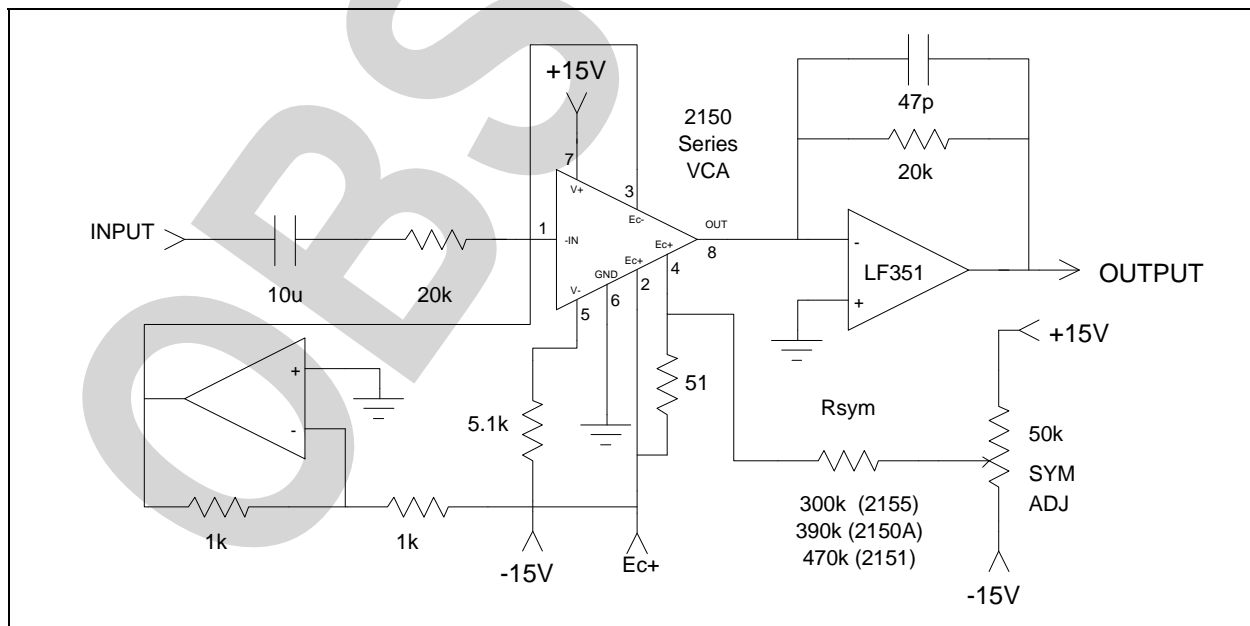 OBS
+15V
47p
2150
Series
VCA
20k
7
V+
3
Ec-
INPUT
1
-IN
OUT
Ec+
4
8
GND
Ec+
2
V-
6
5
10u
20k
-
LF351
+
OUTPUT
+15V
+
-
51
5.1k
Rsym
50k
SYM
ADJ
1k
1k
300k (2155)
390k (2150A)
470k (2151)
-15V
Ec+
-15V